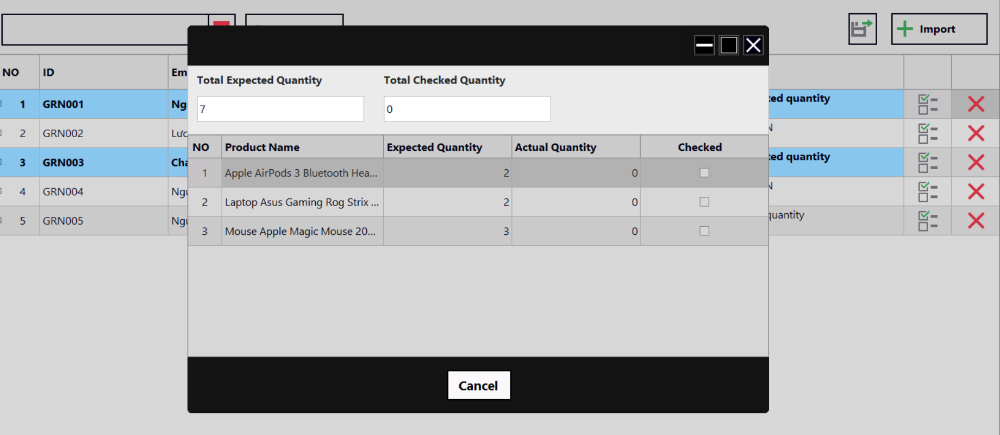 Import
NO ID Em
1 GRN001 Ng ted quantity
2 GRN002 Lươ N
3 GRN003 Cha ted quantity
4 GRN004 Ngu N
5 GRN005 Ngu quantity
Total Expected Quantity Total Checked Quantity
7 0
NO Product Name Expected Quantity Actual Quantity Checked
1 Apple AirPods 3 Bluetooth Hea... 2 0
2 Laptop Asus Gaming Rog Strix ... 2 0
3 Mouse Apple Magic Mouse 20... 3 0
Cancel